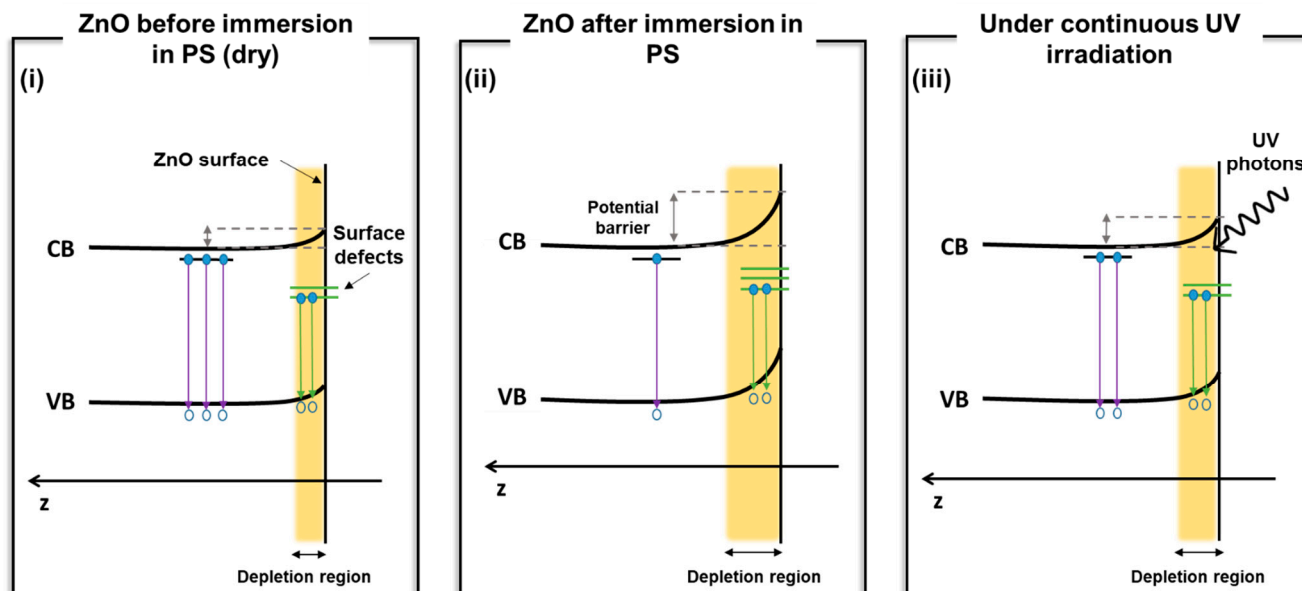 ZnO before immersion
in PS (dry)
(i)
ZnO surface
Surface
defects
CB
VB
z
Depletion region
ZnO after immersion in
PS
(ii)
Potential
barrier
CB
VB
z
Depletion region
Under continuous UV
irradiation
(iii)
UV
photons
CB
VB
z
Depletion region